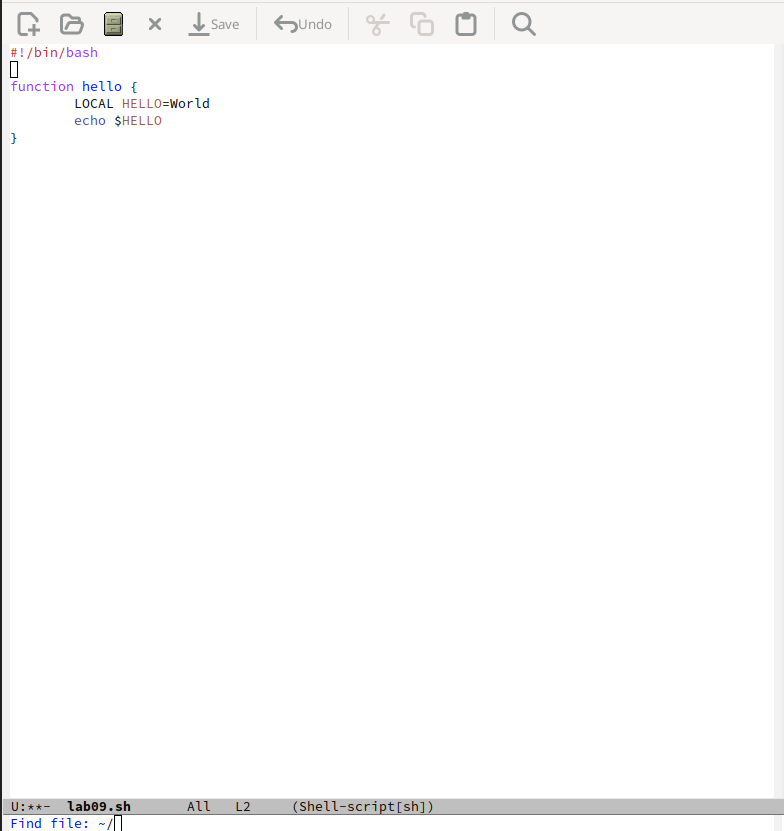 Save Undo
#!/bin/bash
function hello {
        LOCAL HELLO=World
        echo $HELLO
}
U:**-  lab09.sh       All   L2     (Shell-script[sh])
Find file: ~/